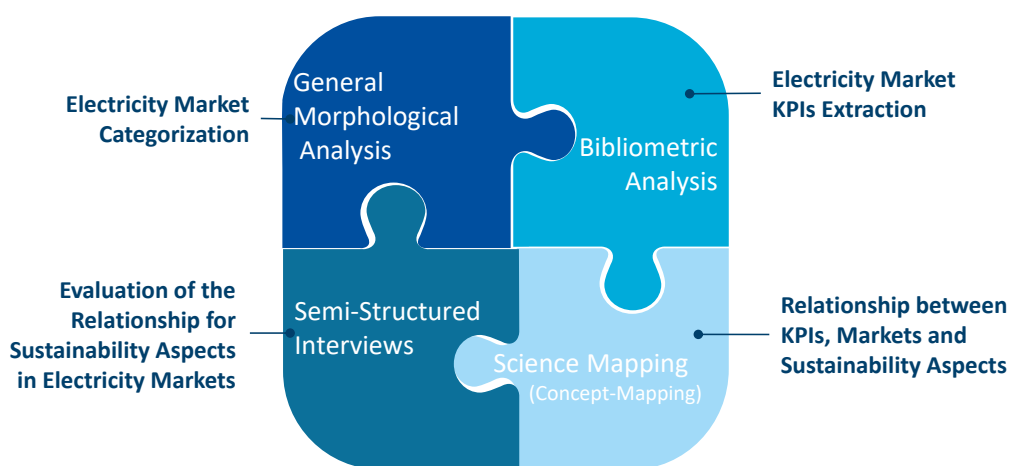 Electricity Market
Categorization
General
Morphological
Analysis
Bibliometric
Analysis
Electricity Market
KPIs Extraction
Evaluation of the
Relationship for
Sustainability Aspects
in Electricity Markets
Semi-Structured
Interviews
Science Mapping
(Concept-Mapping)
Relationship between
KPIs, Markets and
Sustainability Aspects